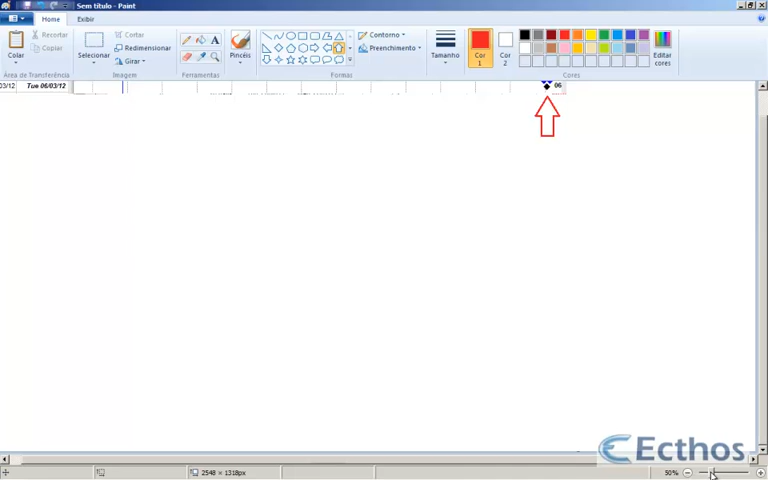 Sem título - Paint
Home Exibir
Colar
Recortar
Copiar
Área de Transferência
Selecionar
Cortar
Redimensionar
Girar
Imagem
A
Ferramentas
Pincéis
Contorno
Preenchimento
Formas
Tamanho
Cor 1
Cor 2
Editar cores
Cores
03/12 Tue 06/03/12 06
Ecthos
2548 × 1318px 50%